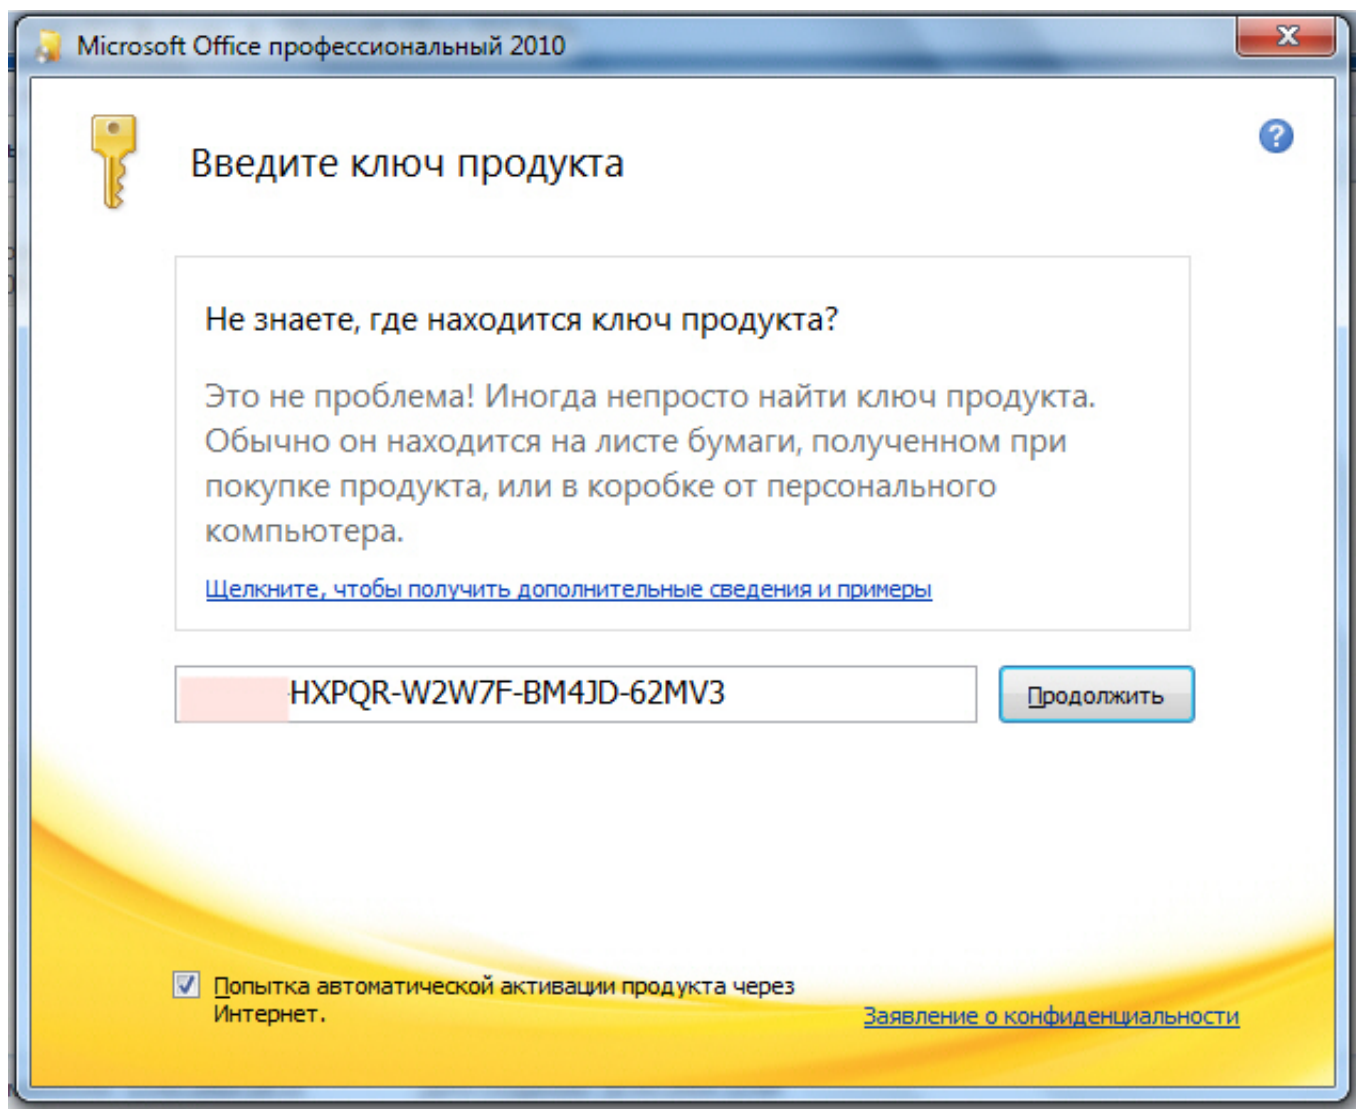 Microsoft Office профессиональный 2010
Введите ключ продукта
Не знаете, где находится ключ продукта?
Это не проблема! Иногда непросто найти ключ продукта.
Обычно он находится на листе бумаги, полученном при
покупке продукта, или в коробке от персонального
компьютера.
Щелкните, чтобы получить дополнительные сведения и примеры
-HXPQR-W2W7F-BM4JD-62MV3
Продолжить
Попытка автоматической активации продукта через
Интернет.
Заявление о конфиденциальности